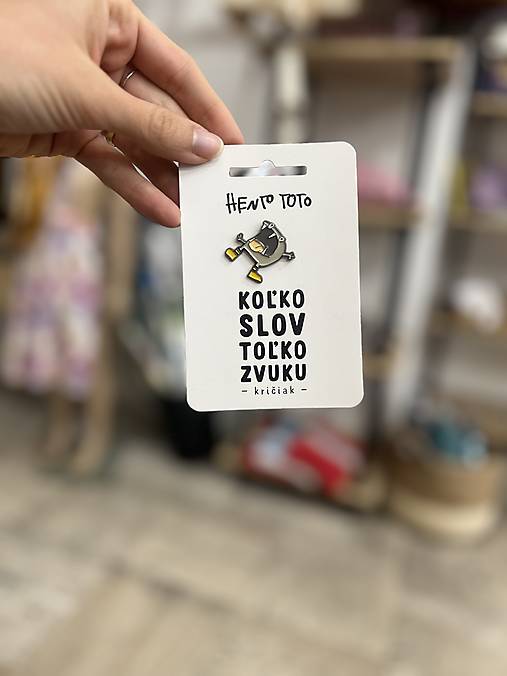 HENTO TOTO
KOĽKO
SLOV
TOĽKO
ZVUKU
– kričiak –